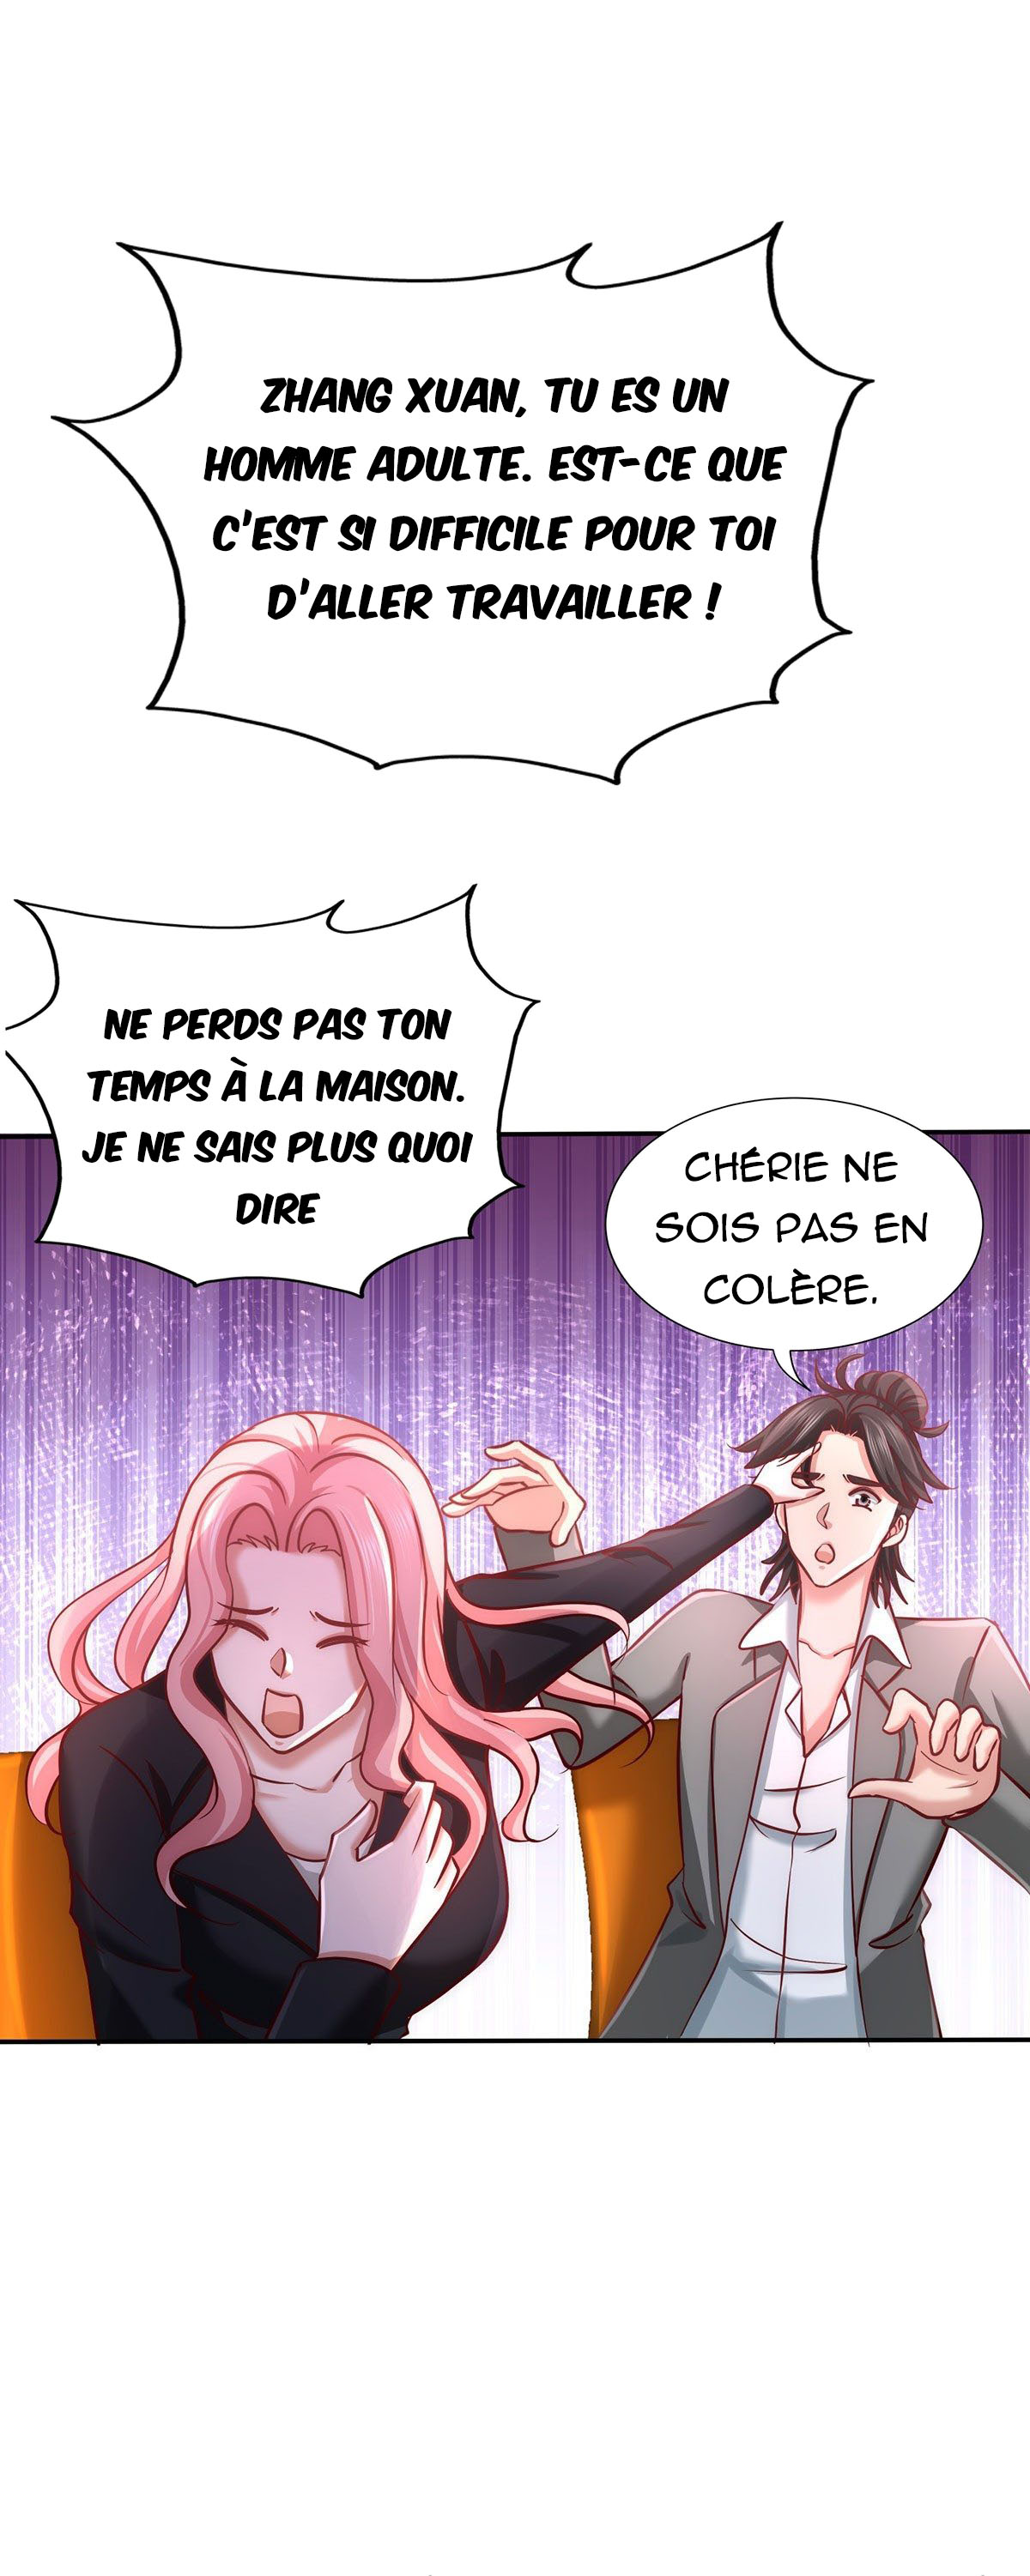 ZHANG XUAN, TU ES UN
HOMME ADULTE. EST-CE QUE
C'EST SI DIFFICILE POUR TOI
D'ALLER TRAVAILLER !
NE PERDS PAS TON
TEMPS À LA MAISON.
JE NE SAIS PLUS QUOI
DIRE
CHÉRIE NE
SOIS PAS EN
COLÈRE.